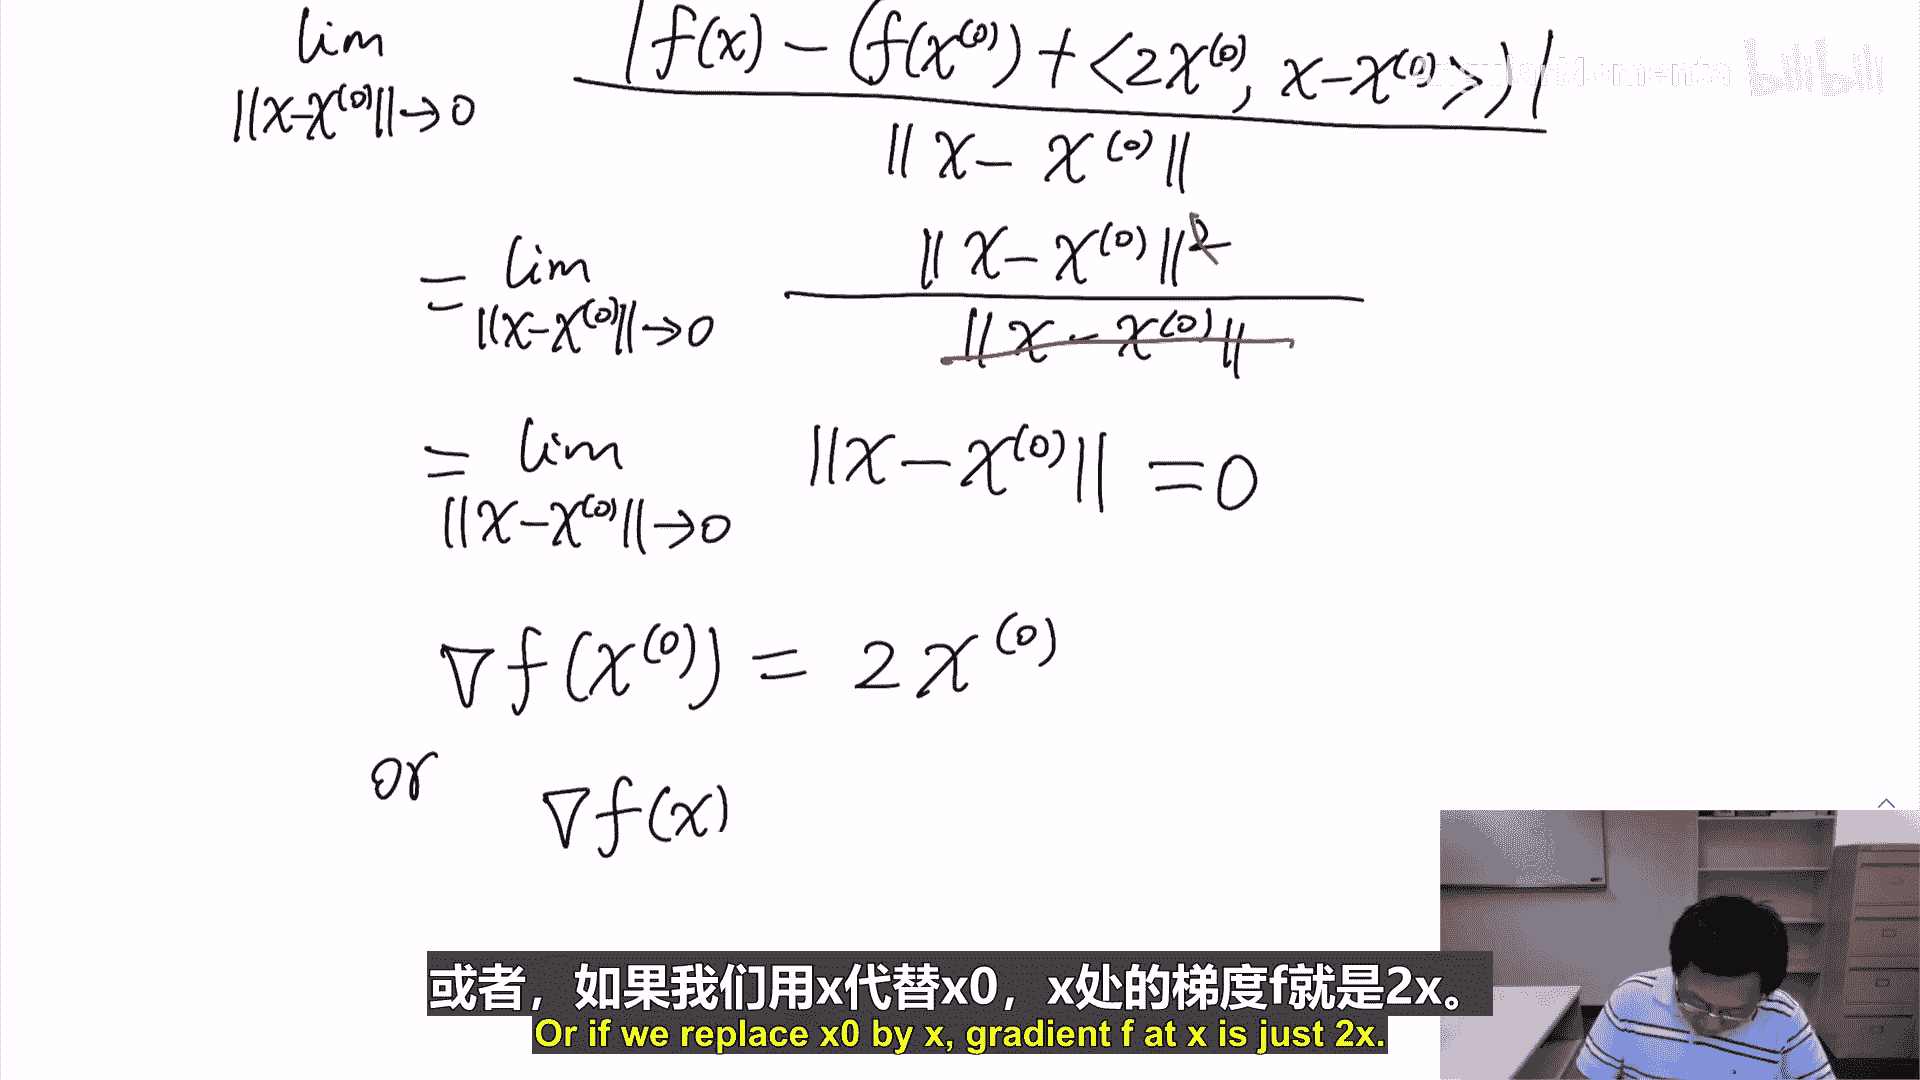 lim |f(x) − (f(x^(0)) + <2x^(0), x−x^(0)>)|
||x−x^(0)||→0
||x − x^(0)||
= lim ||x − x^(0)||^2
||x−x^(0)||→0 ||x − x^(0)||
= lim ||x − x^(0)|| = 0
||x−x^(0)||→0
∇f(x^(0)) = 2x^(0)
or ∇f(x)
bilibili
或者，如果我们用x代替x0，x处的梯度f就是2x。
Or if we replace x0 by x, gradient f at x is just 2x.